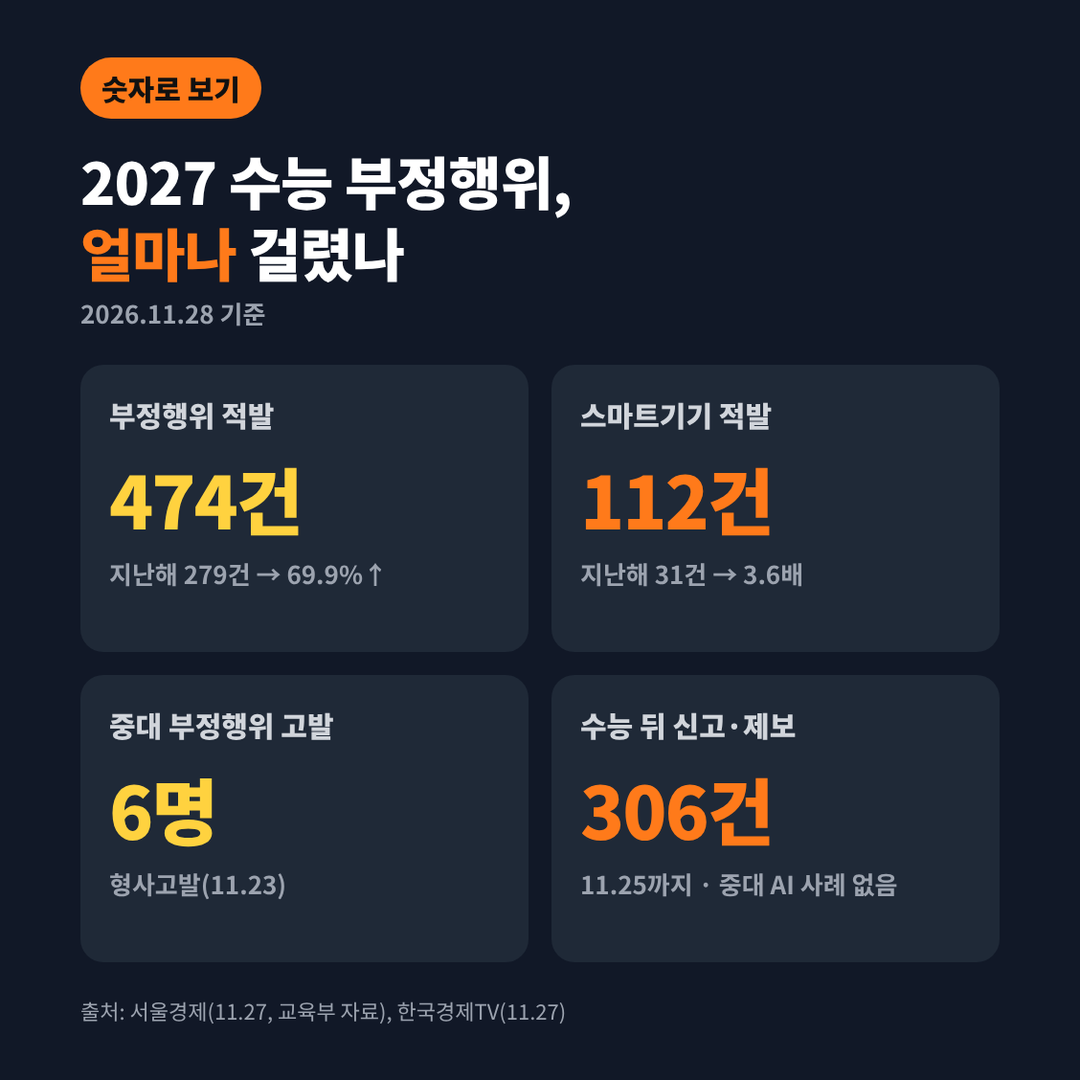 숫자로 보기
2027 수능 부정행위,
얼마나 걸렸나
2026.11.28 기준
부정행위 적발
474건
지난해 279건 → 69.9%↑
스마트기기 적발
112건
지난해 31건 → 3.6배
중대 부정행위 고발
6명
형사고발(11.23)
수능 뒤 신고·제보
306건
11.25까지 · 중대 AI 사례 없음
출처: 서울경제(11.27, 교육부 자료), 한국경제TV(11.27)